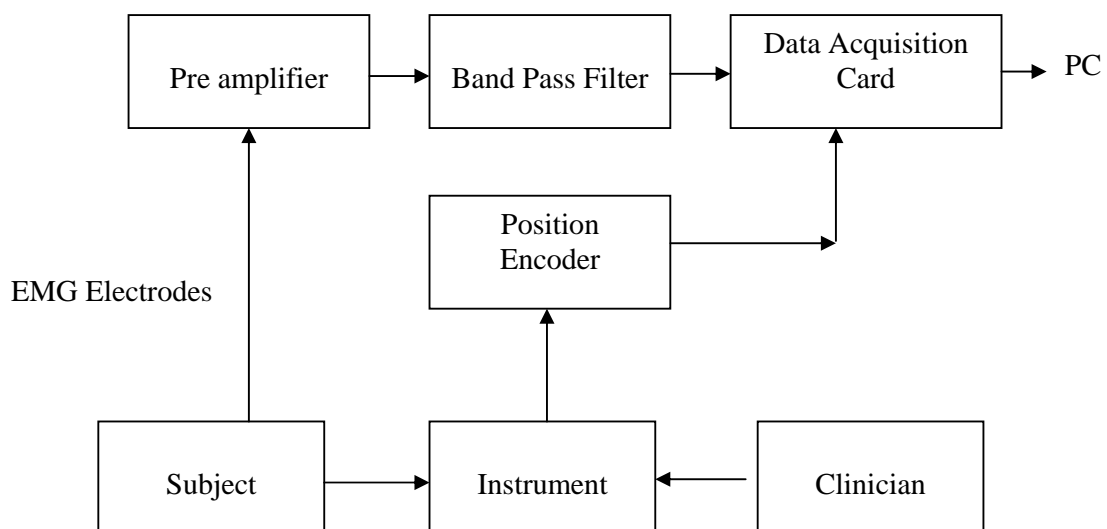 Pre amplifier
Band Pass Filter
Data Acquisition
Card
PC
Position
Encoder
EMG Electrodes
Subject
Instrument
Clinician